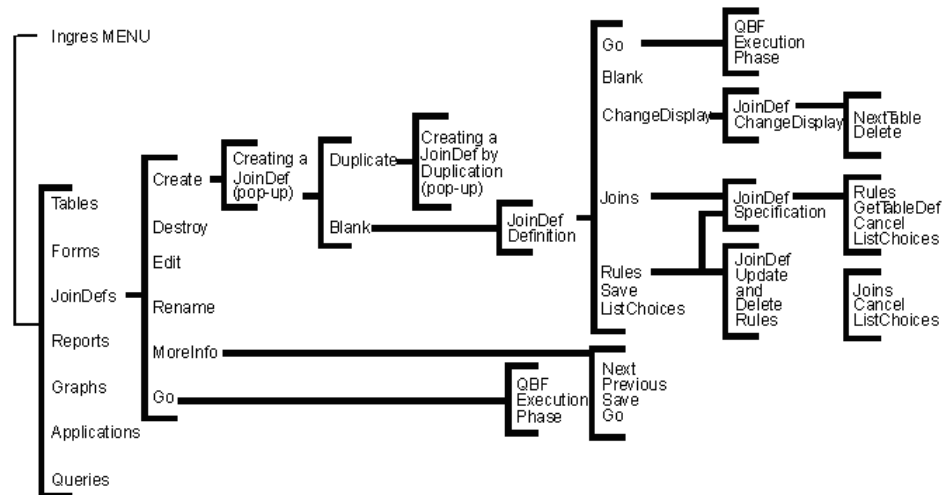 Ingres MENU
Tables
Forms
JoinDefs
Reports
Graphs
Applications
Queries
Create
Destroy
Edit
Rename
MoreInfo
Go
Creating a
JoinDef
(pop-up)
Duplicate
Blank
Creating a
JoinDef by
Duplication
(pop-up)
JoinDef
Definition
QBF
Execution
Phase
Go
Blank
ChangeDisplay
Joins
Rules
Save
ListChoices
Next
Previous
Save
Go
QBF
Execution
Phase
JoinDef
ChangeDisplay
NextTable
Delete
JoinDef
Specification
Rules
GetTableDef
Cancel
ListChoices
JoinDef
Update
and
Delete
Rules
Joins
Cancel
ListChoices